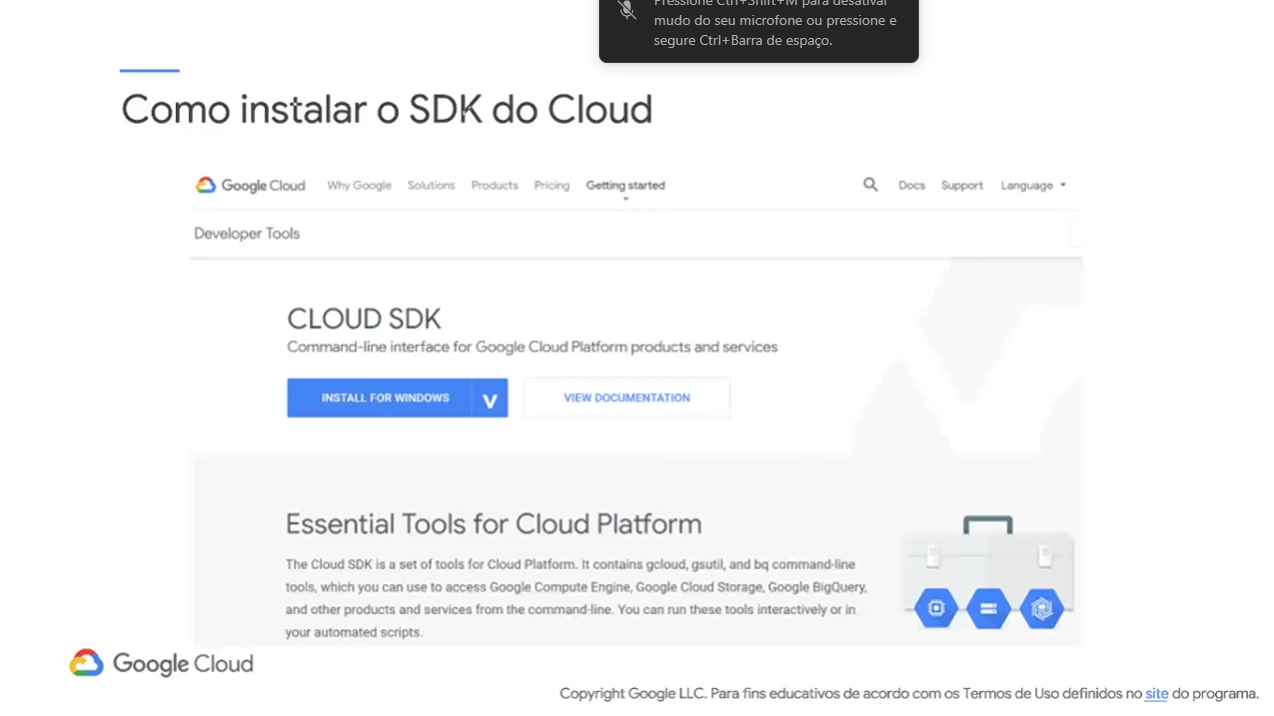 Pressione Ctrl+Shift+M para desativar
mudo do seu microfone ou pressione e
segure Ctrl+Barra de espaço.
Como instalar o SDK do Cloud
Google Cloud Why Google Solutions Products Pricing Getting started Docs Support Language
Developer Tools
CLOUD SDK
Command-line interface for Google Cloud Platform products and services
INSTALL FOR WINDOWS VIEW DOCUMENTATION
Essential Tools for Cloud Platform
The Cloud SDK is a set of tools for Cloud Platform. It contains gcloud, gsutil, and bq command-line
tools, which you can use to access Google Compute Engine, Google Cloud Storage, Google BigQuery,
and other products and services from the command-line. You can run these tools interactively or in
your automated scripts.
Google Cloud
Copyright Google LLC. Para fins educativos de acordo com os Termos de Uso definidos no site do programa.